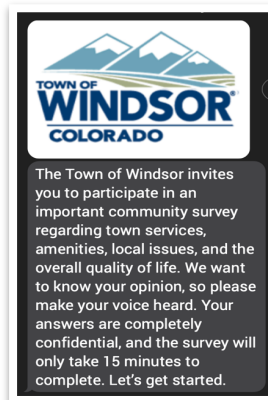 TOWN OF
WINDSOR
COLORADO
The Town of Windsor invites
you to participate in an
important community survey
regarding town services,
amenities, local issues, and the
overall quality of life. We want
to know your opinion, so please
make your voice heard. Your
answers are completely
confidential, and the survey will
only take 15 minutes to
complete. Let’s get started.